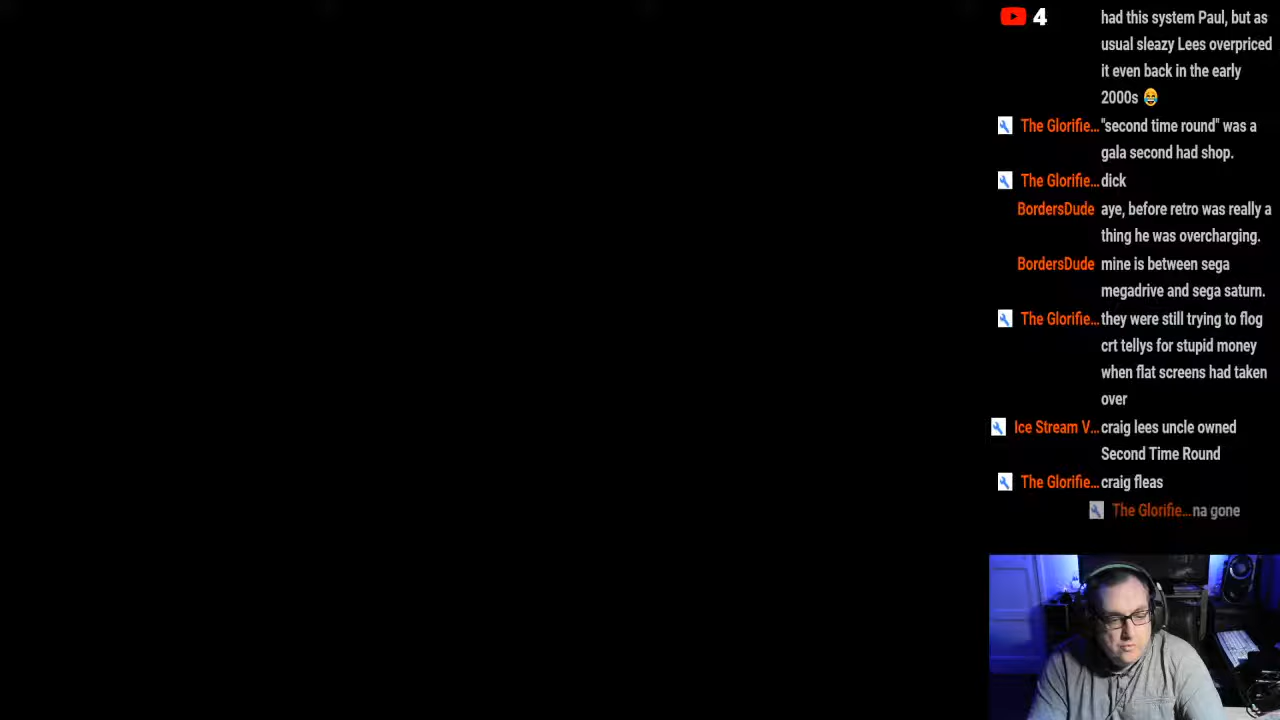 4
had this system Paul, but as
usual sleazy Lees overpriced
it even back in the early
2000s 😂
The Glorifie... "second time round" was a
gala second had shop.
The Glorifie... dick
BordersDude aye, before retro was really a
thing he was overcharging.
BordersDude mine is between sega
megadrive and sega saturn.
The Glorifie... they were still trying to flog
crt tellys for stupid money
when flat screens had taken
over
Ice Stream V... craig lees uncle owned
Second Time Round
The Glorifie... craig fleas
The Glorifie... na gone